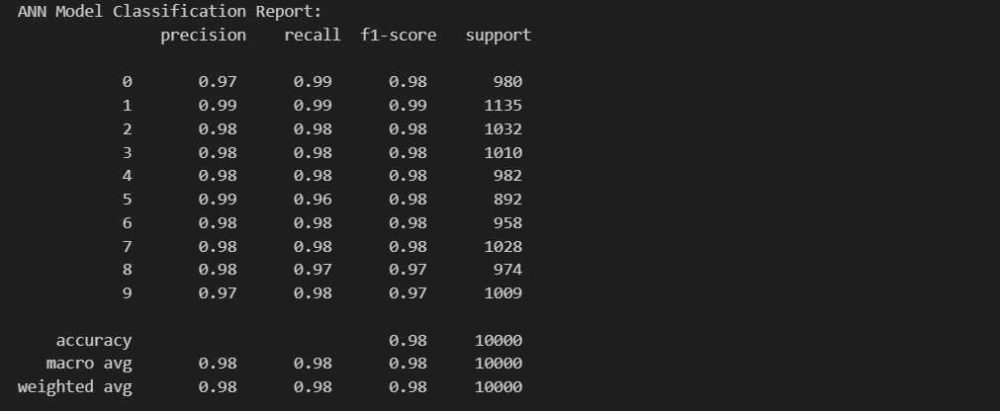 ANN Model Classification Report:
precision recall f1-score support
0 0.97 0.99 0.98 980
1 0.99 0.99 0.99 1135
2 0.98 0.98 0.98 1032
3 0.98 0.98 0.98 1010
4 0.98 0.98 0.98 982
5 0.99 0.96 0.98 892
6 0.98 0.98 0.98 958
7 0.98 0.98 0.98 1028
8 0.98 0.97 0.97 974
9 0.97 0.98 0.97 1009
accuracy 0.98 10000
macro avg 0.98 0.98 0.98 10000
weighted avg 0.98 0.98 0.98 10000